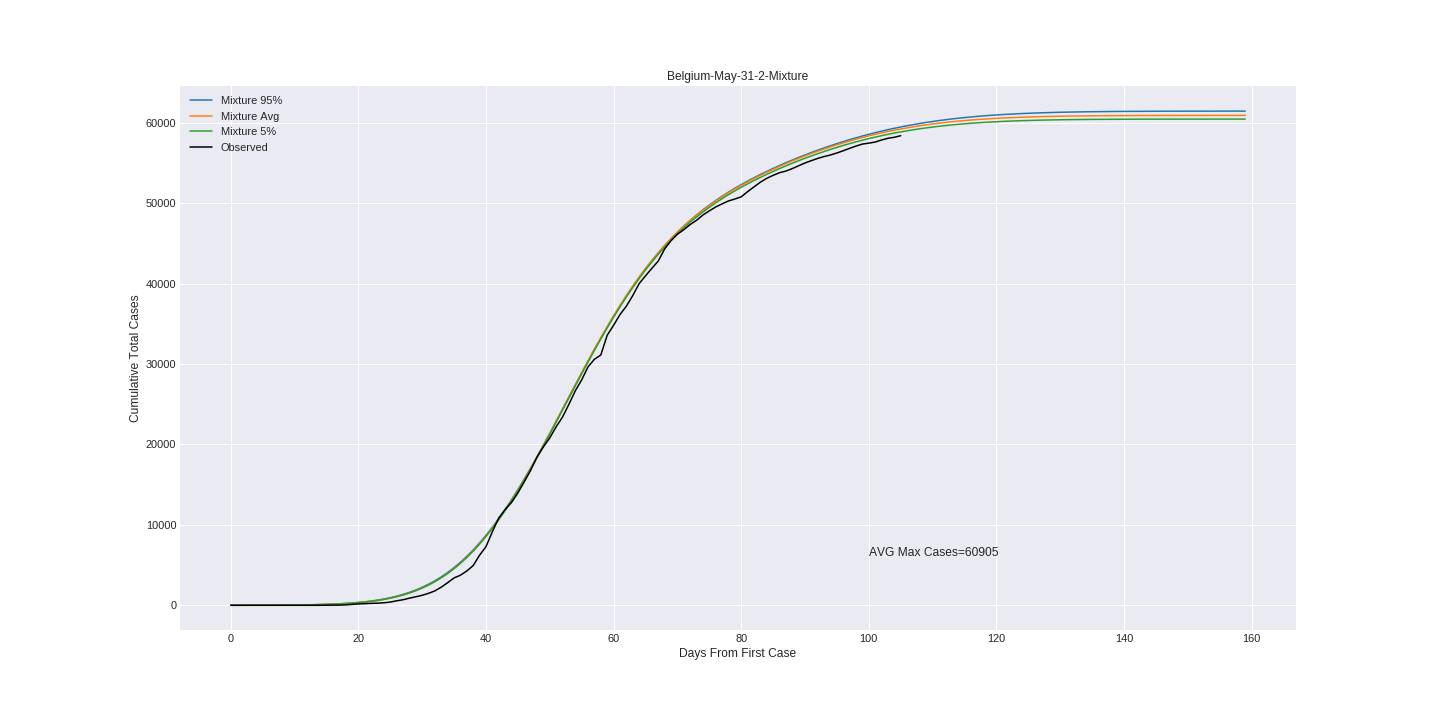 Belgium-May-31-2-Mixture
Mixture 95%
Mixture Avg
Mixture 5%
Observed
60000
50000
40000
30000
20000
10000
0
Cumulative Total Cases
AVG Max Cases=60905
0 20 40 60 80 100 120 140 160
Days From First Case